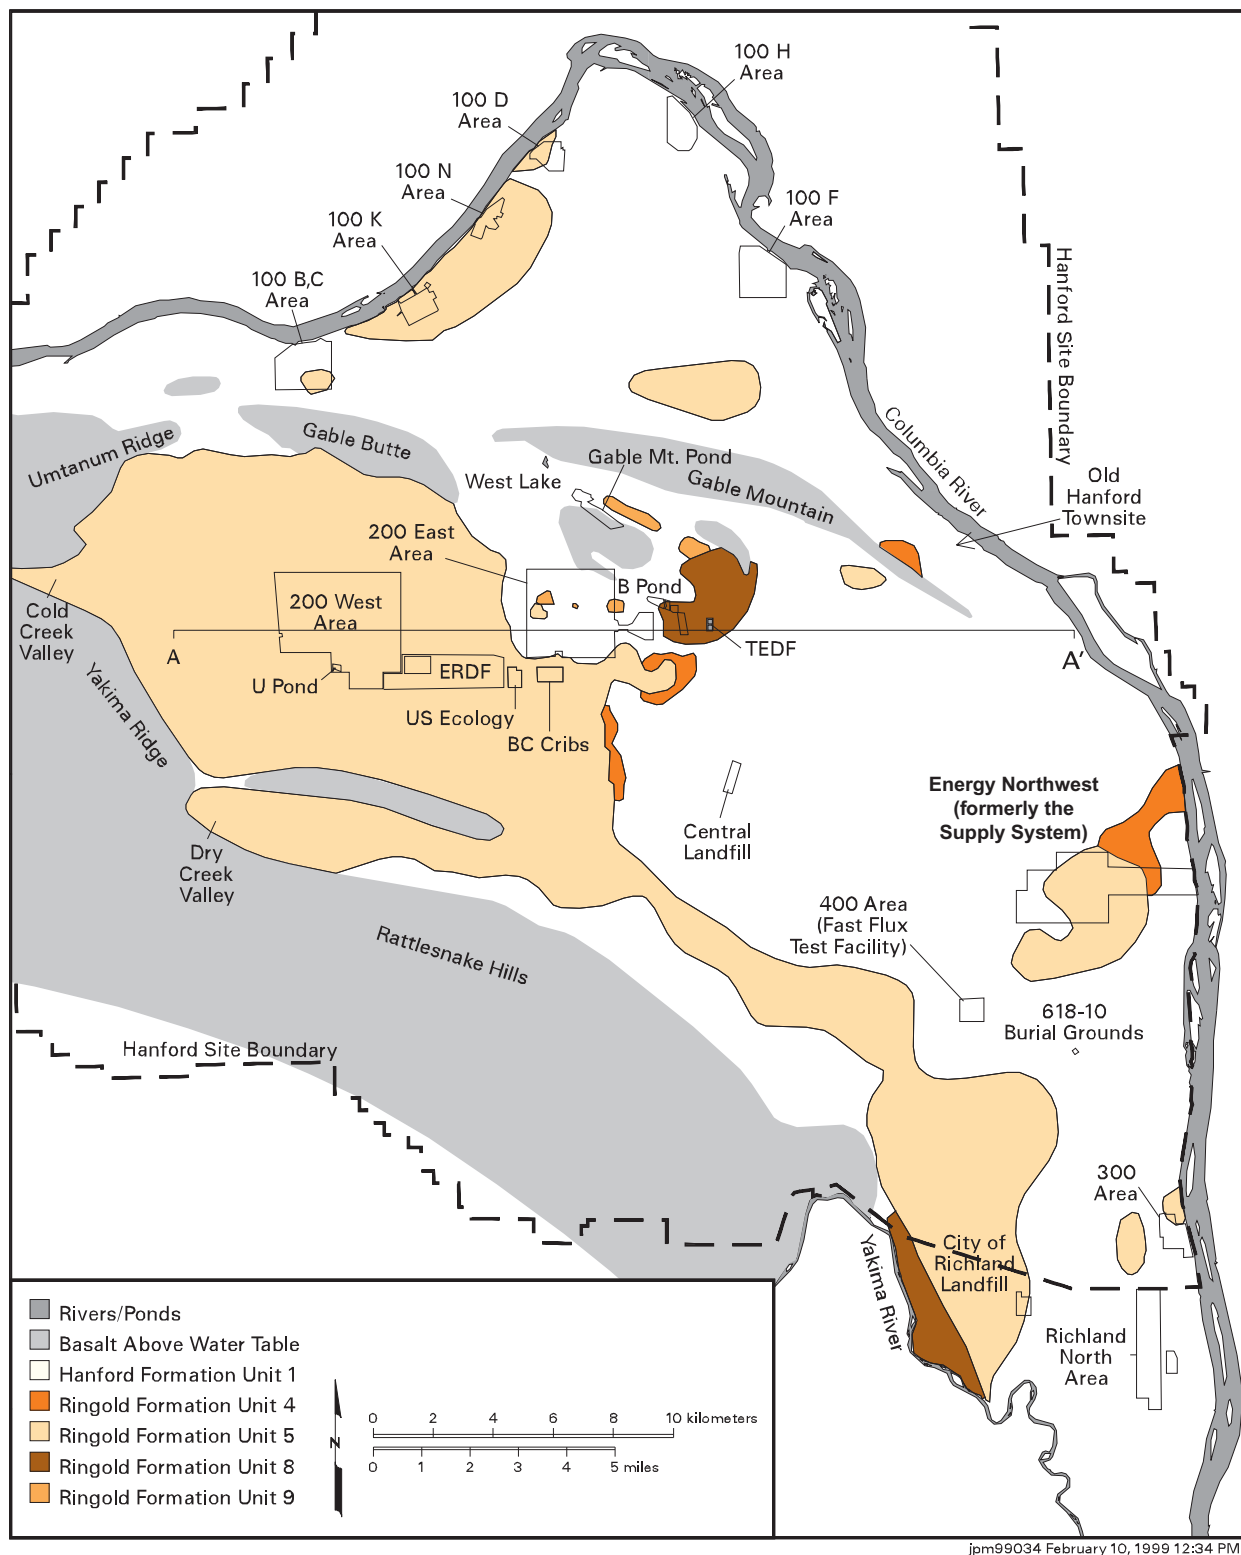 100 H
Area
100 D
Area
100 N
Area
100 F
Area
100 K
Area
100 B,C
Area
Hanford Site Boundary
Columbia River
Umtanum Ridge
Gable Butte
Gable Mt. Pond
West Lake
Gable Mountain
Old
Hanford
Townsite
200 East
Area
B Pond
200 West
Area
Cold
Creek
Valley
TEDF
A
A'
ERDF
U Pond
US Ecology
BC Cribs
Yakima Ridge
Energy Northwest
(formerly the
Supply System)
Central
Landfill
Dry
Creek
Valley
400 Area
(Fast Flux
Test Facility)
Rattlesnake Hills
618-10
Burial Grounds
Hanford Site Boundary
300
Area
City of
Richland
Landfill
Yakima River
Richland
North
Area
Rivers/Ponds
Basalt Above Water Table
Hanford Formation Unit 1
Ringold Formation Unit 4
Ringold Formation Unit 5
Ringold Formation Unit 8
Ringold Formation Unit 9
N
0 2 4 6 8 10 kilometers
0 1 2 3 4 5 miles
jpm99034 February 10, 1999 12:34 PM